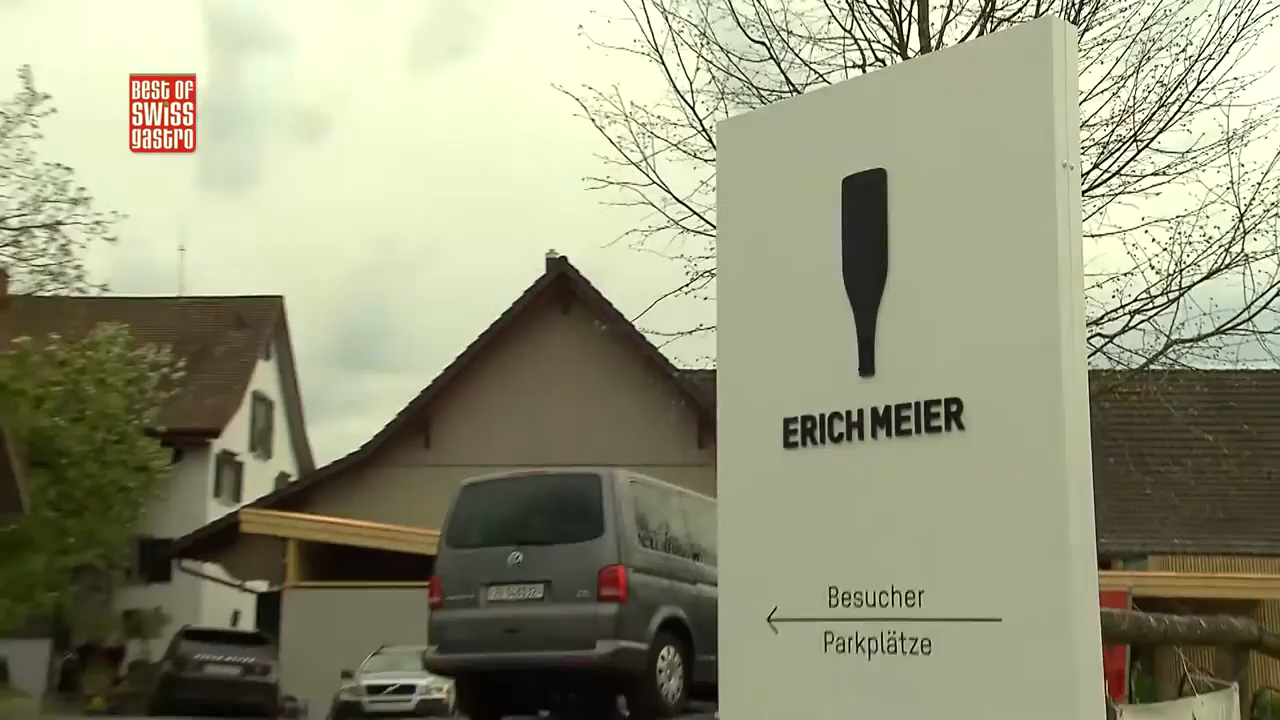 BEST OF
SWiSS
gastro
ERICH MEIER
Besucher
Parkplätze